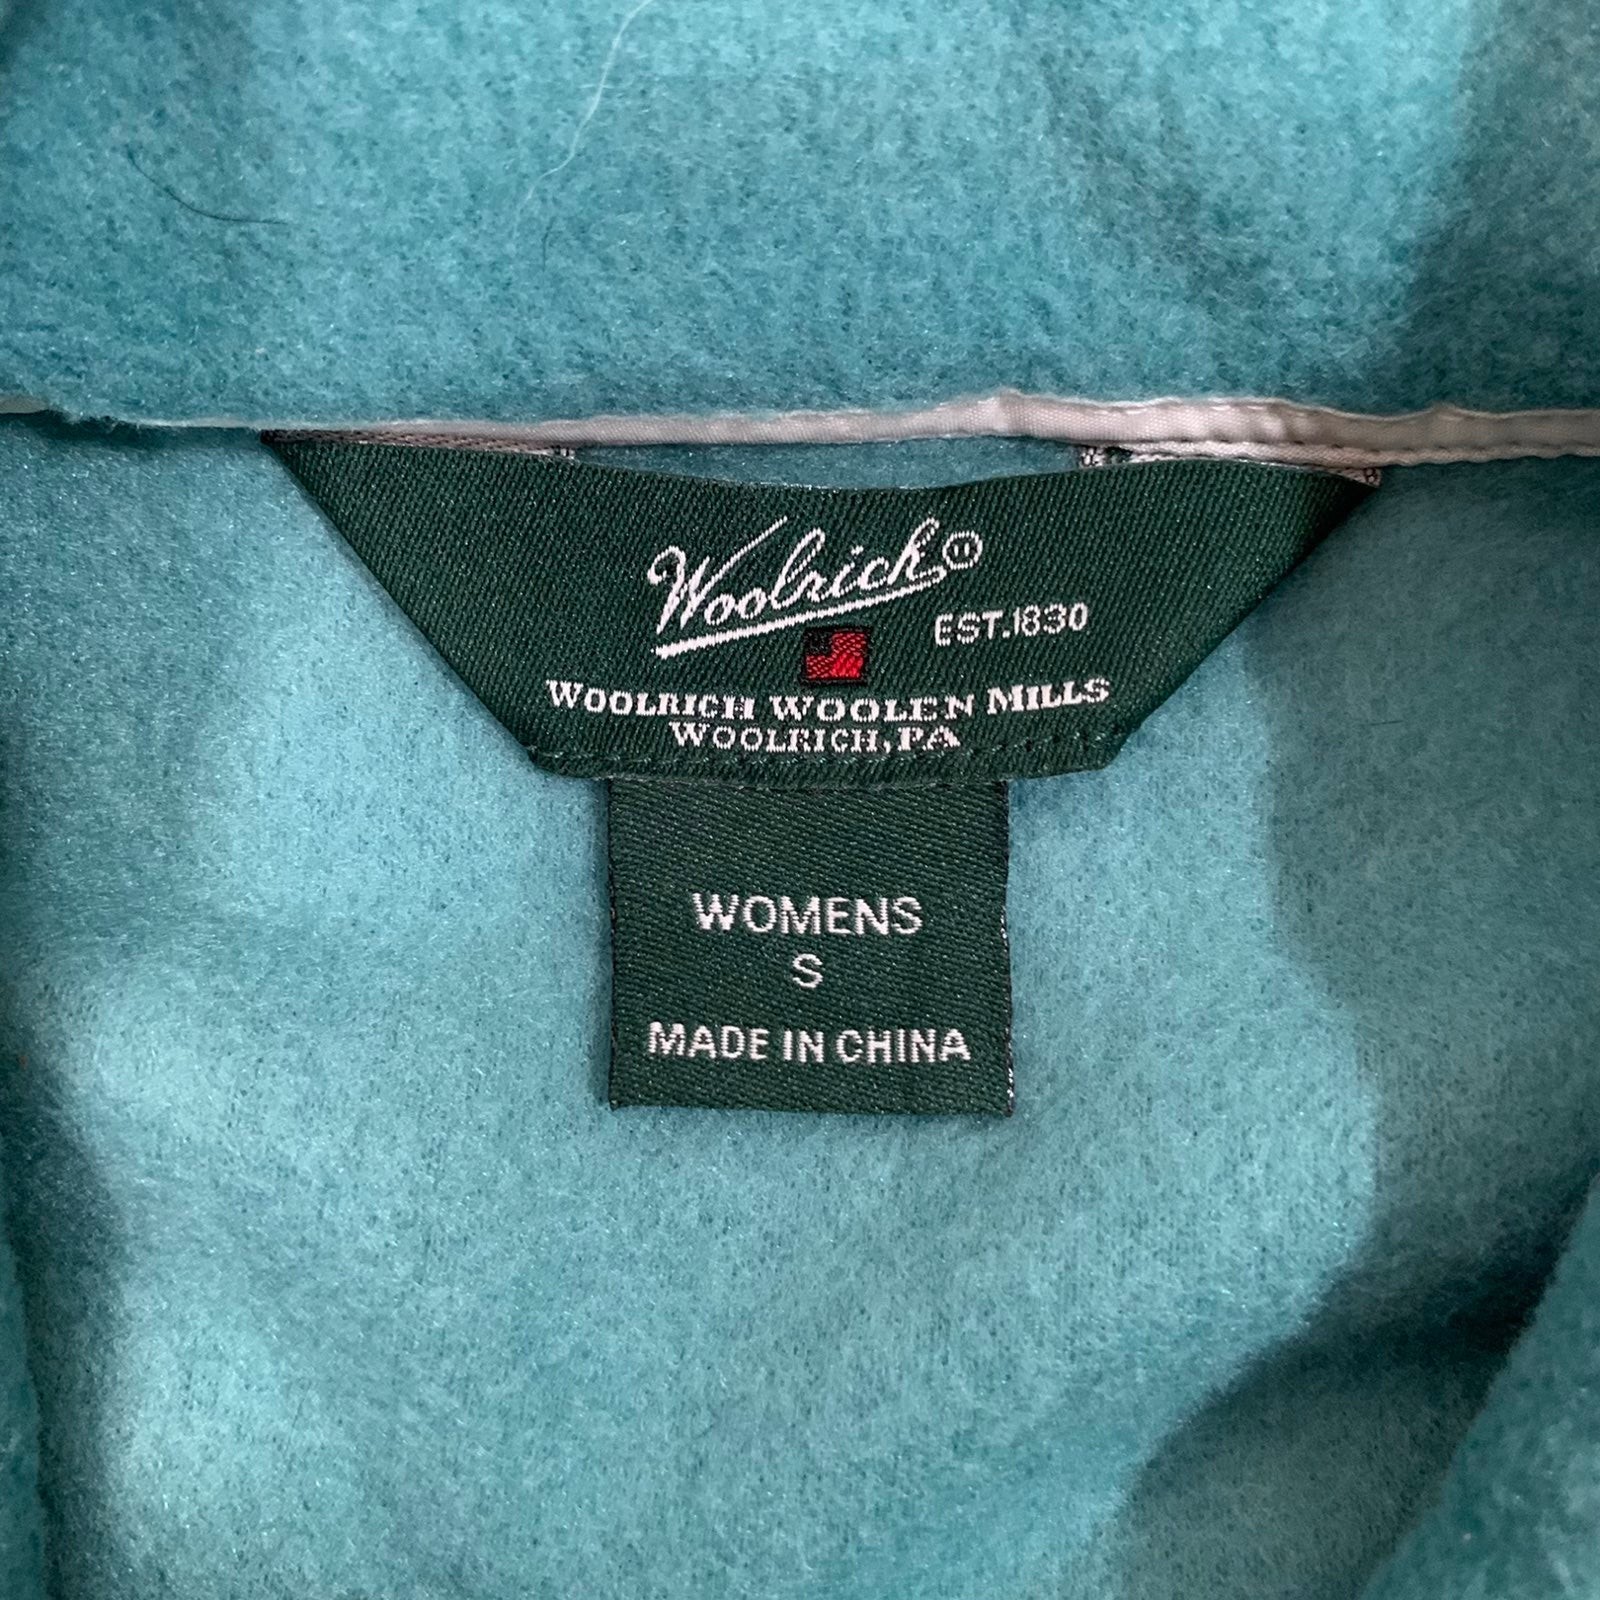 Woolrich®
EST.1830
WOOLRICH WOOLEN MILLS
WOOLRICH, PA
WOMENS
S
MADE IN CHINA